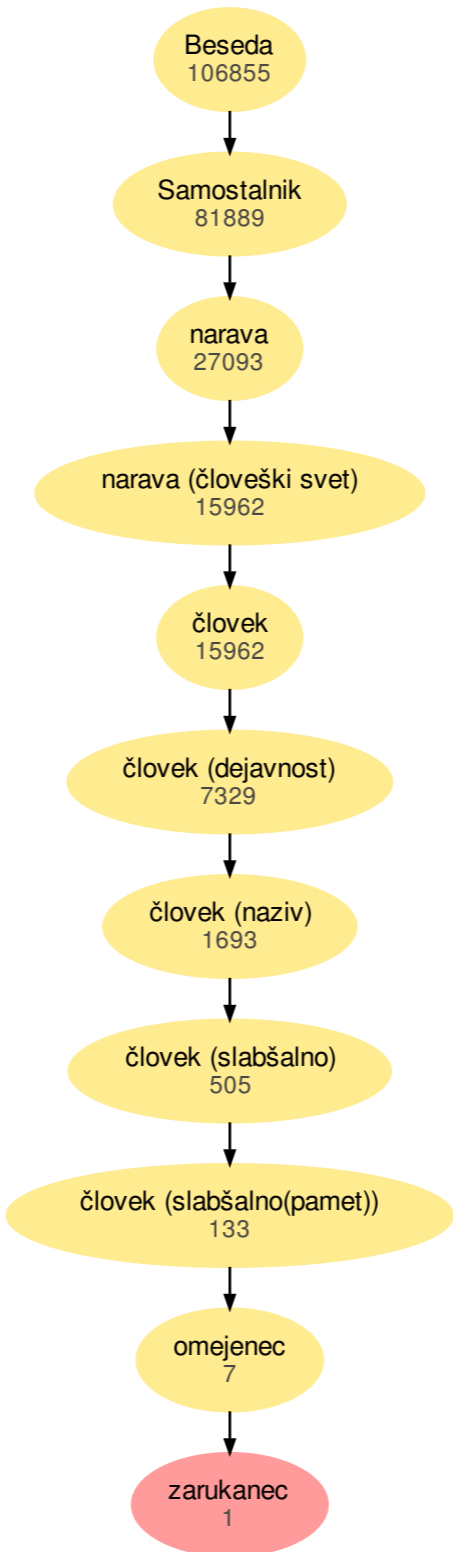 Beseda
106855
Samostalnik
81889
narava
27093
narava (človeški svet)
15962
človek
15962
človek (dejavnost)
7329
človek (naziv)
1693
človek (slabšalno)
505
človek (slabšalno(pamet))
133
omejenec
7
zarukanec
1